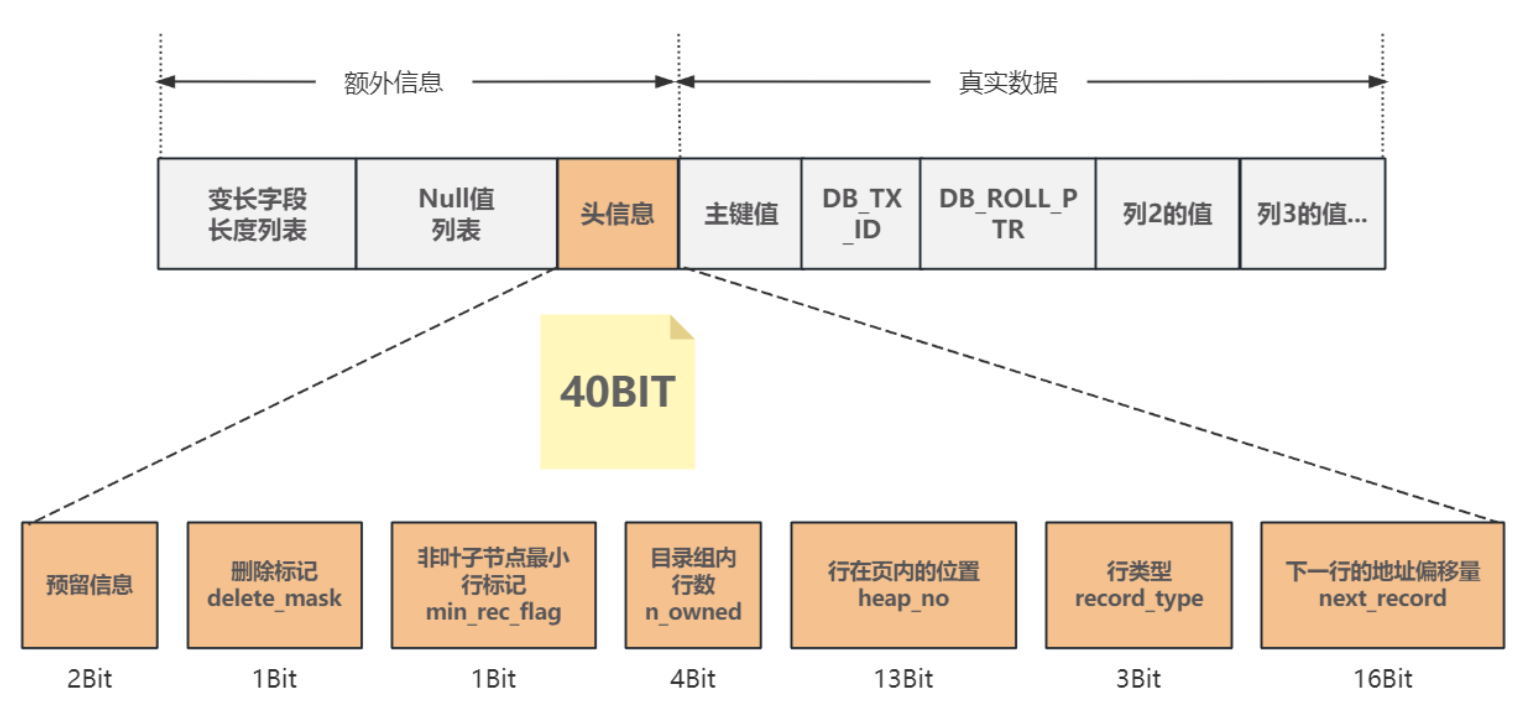 额外信息
真实数据
变长字段
长度列表
Null值
列表
头信息
主键值
DB_TX
_ID
DB_ROLL_P
TR
列2的值
列3的值...
40BIT
预留信息
删除标记
delete_mask
非叶子节点最小
行标记
min_rec_flag
目录组内
行数
n_owned
行在页内的位置
heap_no
行类型
record_type
下一行的地址偏移量
next_record
2Bit
1Bit
1Bit
4Bit
13Bit
3Bit
16Bit